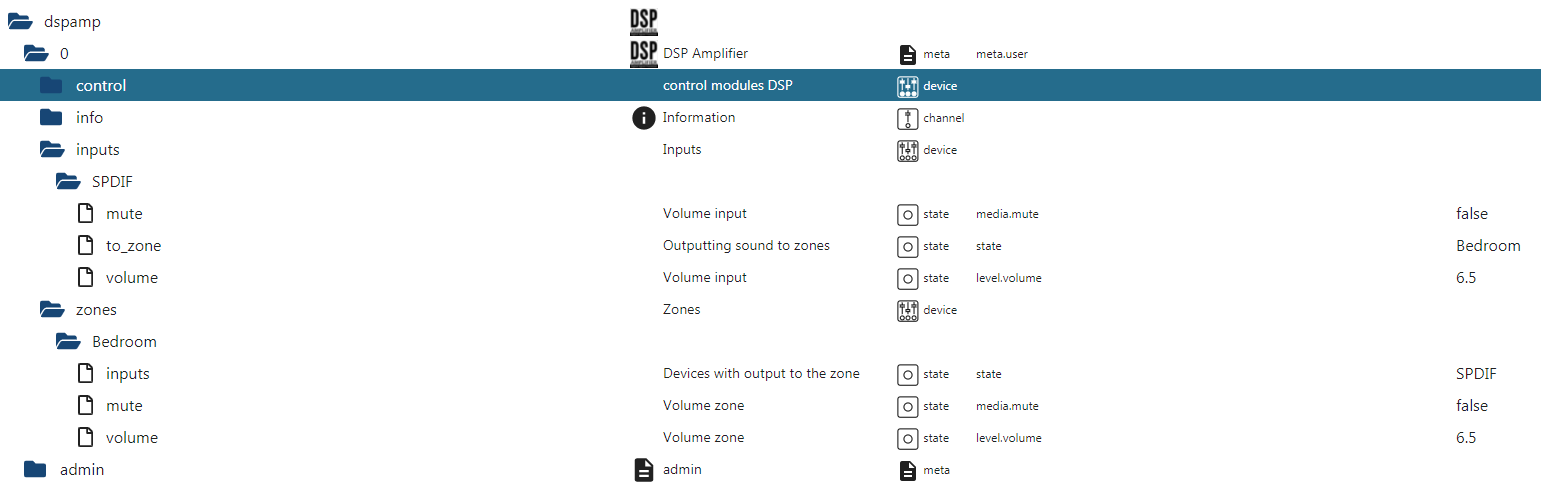 dspamp DSP AMPLIFIER
0 DSP AMPLIFIER DSP Amplifier meta meta.user
control control modules DSP device
info Information channel
inputs Inputs device
SPDIF
mute Volume input state media.mute false
to_zone Outputting sound to zones state state Bedroom
volume Volume input state level.volume 6.5
zones Zones device
Bedroom
inputs Devices with output to the zone state state SPDIF
mute Volume zone state media.mute false
volume Volume zone state level.volume 6.5
admin admin meta